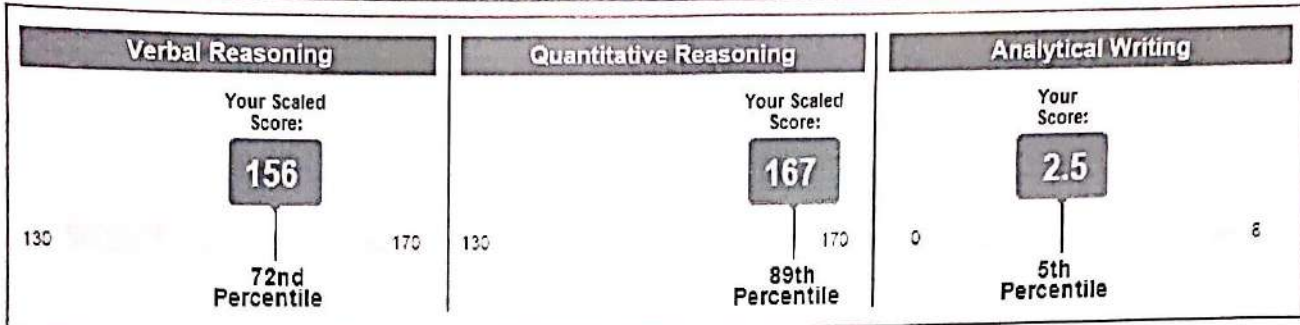 Verbal Reasoning
Your Scaled
Score:
156
130
170
72nd
Percentile
Quantitative Reasoning
Your Scaled
Score:
167
130
170
89th
Percentile
Analytical Writing
Your
Score:
2.5
0
5th
Percentile